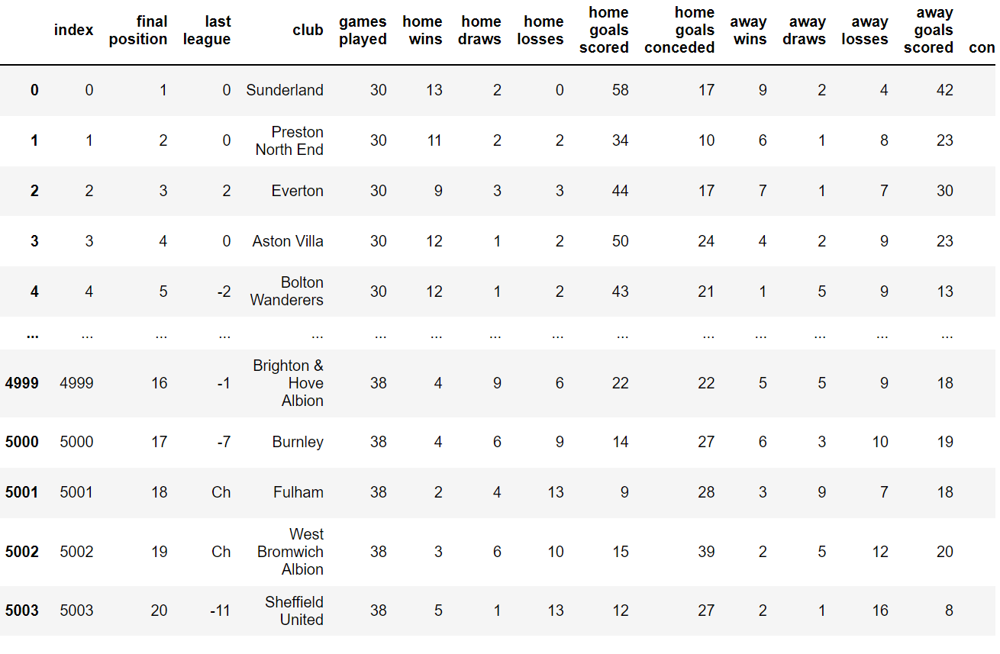 index final position last league club games played home wins home draws home losses home goals scored home goals conceded away wins away draws away losses away goals scored con
0 0 1 0 Sunderland 30 13 2 0 58 17 9 2 4 42
1 1 2 0 Preston North End 30 11 2 2 34 10 6 1 8 23
2 2 3 2 Everton 30 9 3 3 44 17 7 1 7 30
3 3 4 0 Aston Villa 30 12 1 2 50 24 4 2 9 23
4 4 5 -2 Bolton Wanderers 30 12 1 2 43 21 1 5 9 13
... ... ... ... ... ... ... ... ... ... ... ... ... ... ...
4999 4999 16 -1 Brighton & Hove Albion 38 4 9 6 22 22 5 5 9 18
5000 5000 17 -7 Burnley 38 4 6 9 14 27 6 3 10 19
5001 5001 18 Ch Fulham 38 2 4 13 9 28 3 9 7 18
5002 5002 19 Ch West Bromwich Albion 38 3 6 10 15 39 2 5 12 20
5003 5003 20 -11 Sheffield United 38 5 1 13 12 27 2 1 16 8